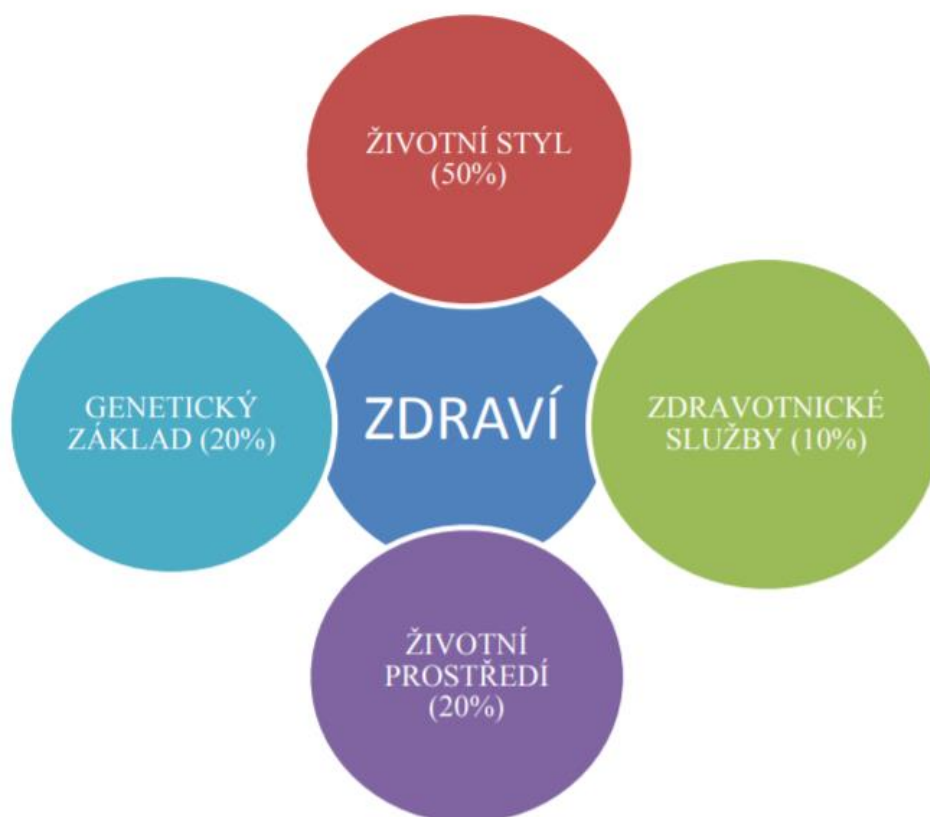 ŽIVOTNÍ STYL
(50%)
GENETICKÝ
ZÁKLAD (20%)
ZDRAVÍ
ZDRAVOTNICKÉ
SLUŽBY (10%)
ŽIVOTNÍ
PROSTŘEDÍ
(20%)